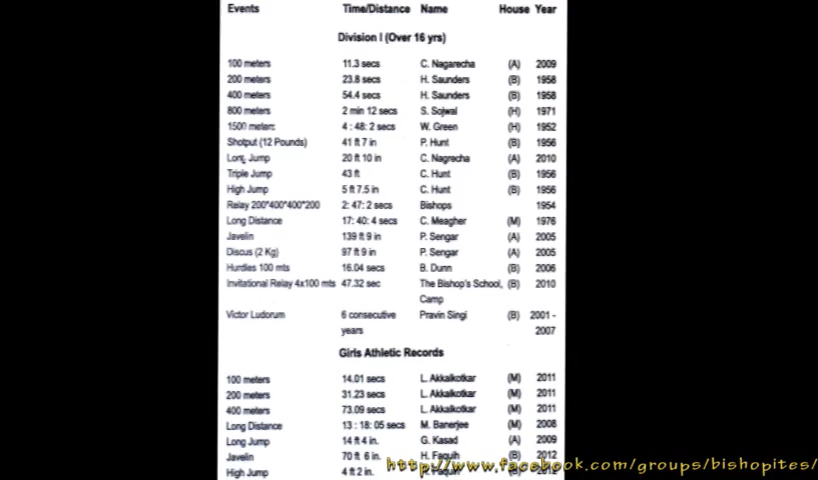 Events Time/Distance Name House Year
Division I (Over 16 yrs)
100 meters 11.3 secs C. Nagarecha (A) 2009
200 meters 23.8 secs H. Saunders (B) 1958
400 meters 54.4 secs H. Saunders (B) 1958
800 meters 2 min 12 secs S. Sojwal (H) 1971
1500 meters 4 : 48: 2 secs W. Green (H) 1952
Shotput (12 Pounds) 41 ft 7 in P. Hunt (B) 1956
Long Jump 20 ft 10 in C. Nagrecha (A) 2010
Triple Jump 43 ft C. Hunt (B) 1956
High Jump 5 ft 7.5 in C. Hunt (B) 1956
Relay 200*400*400*200 2: 47: 2 secs Bishops 1954
Long Distance 17: 40: 4 secs C. Meagher (M) 1976
Javelin 139 ft 9 in P. Sengar (A) 2005
Discus (2 Kg) 97 ft 9 in P. Sengar (A) 2005
Hurdles 100 mts 16.04 secs B. Dunn (B) 2006
Invitational Relay 4x100 mts 47.32 sec The Bishop's School, (B) 2010
Camp
Victor Ludorum 6 consecutive Pravin Singi (B) 2001 -
years 2007
Girls Athletic Records
100 meters 14.01 secs L. Akkalkotkar (M) 2011
200 meters 31.23 secs L. Akkalkotkar (M) 2011
400 meters 73.09 secs L. Akkalkotkar (M) 2011
Long Distance 13 : 18: 05 secs M. Banerjee (M) 2008
Long Jump 14 ft 4 in. G. Kasad (A) 2009
Javelin 70 ft 6 in. H. Faquih (B) 2012
High Jump 4 ft 2 in. Faquih 2012
http://www.facebook.com/groups/bishopites/